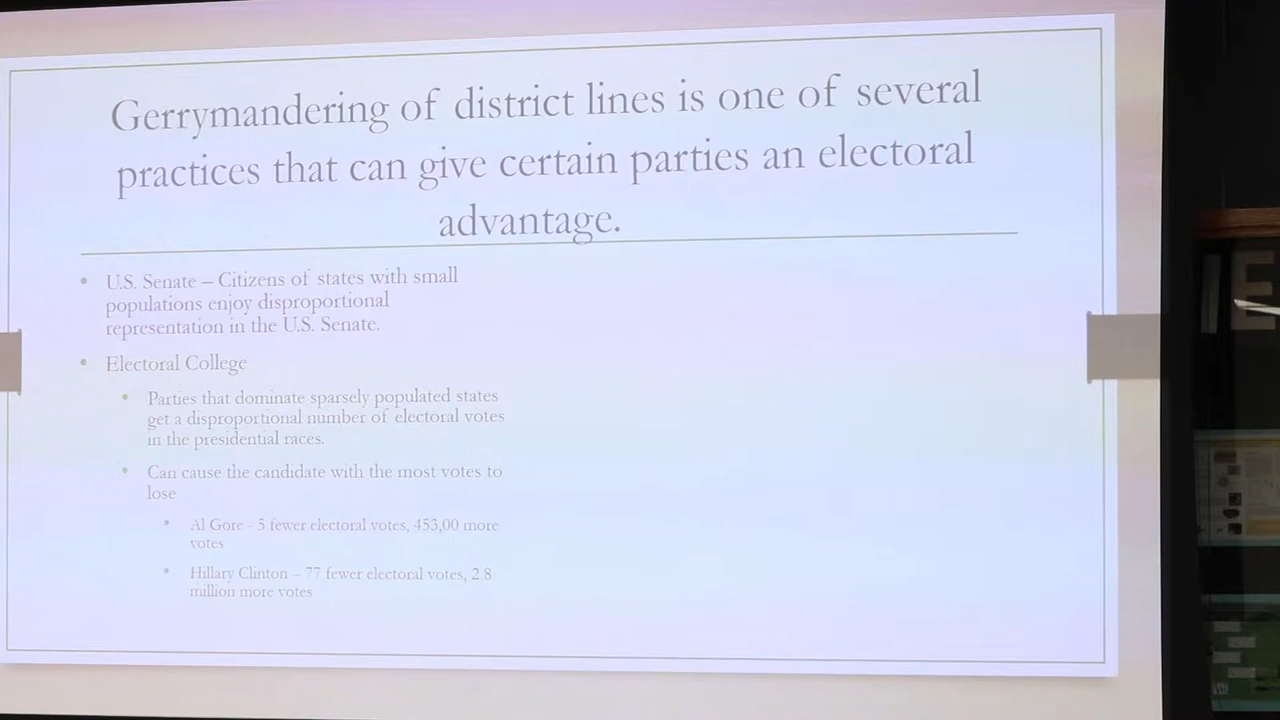 Gerrymandering of district lines is one of several
practices that can give certain parties an electoral
advantage.
• U.S. Senate – Citizens of states with small
populations enjoy disproportional
representation in the U.S. Senate.
• Electoral College
• Parties that dominate sparsely populated states
get a disproportional number of electoral votes
in the presidential races.
• Can cause the candidate with the most votes to
lose
• Al Gore - 5 fewer electoral votes, 453,00 more
votes
• Hillary Clinton – 77 fewer electoral votes, 2.8
million more votes